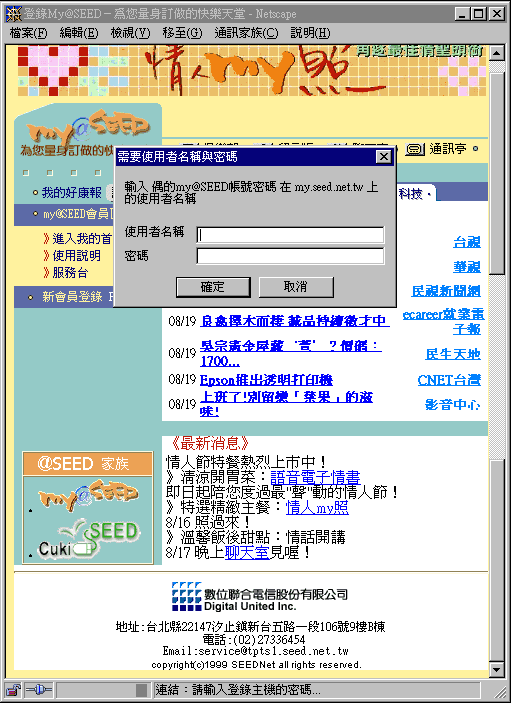 登錄My@SEED－為您量身訂做的快樂天堂 - Netscape
檔案(F) 編輯(E) 檢視(V) 移至(G) 通訊家族(C) 說明(H)
情人my照
my@SEED
為您量身訂做的快
通訊亭
需要使用者名稱與密碼
輸入 偶的my@SEED帳號密碼 在 my.seed.net.tw 上
的使用者名稱
使用者名稱
密碼
確定 取消
我的好康報
科技
my@SEED會員
進入我的首
使用說明
服務台
新會員登錄
台視
華視
民視新聞網
ecareer就業電
子報
民生天地
CNET台灣
影音中心
08/19 良禽擇木而棲 誠品持續徵才中
08/19 吳宗憲金屋藏‘萱’？價碼：
1700...
08/19 Epson推出透明打印機
08/19 上班了!別留戀「菜果」的滋
味!
@SEED 家族
my@SEED
Cuki SEED
《最新消息》
情人節特餐熱烈上市中！
》清涼開胃菜：語音電子情書
即日起陪您度過最"聲"動的情人節！
》特選精緻主餐：情人my照
8/16 照過來！
》溫馨飯後甜點：情話開講
8/17 晚上聊天室見喔！
數位聯合電信股份有限公司
Digital United Inc.
地址:台北縣22147汐止鎮新台五路一段106號9樓B棟
電話:(02)27336454
Email:service@tpts1.seed.net.tw
copyright(c)1999 SEEDNet all rights reserved.
連結：請輸入登錄主機的密碼...